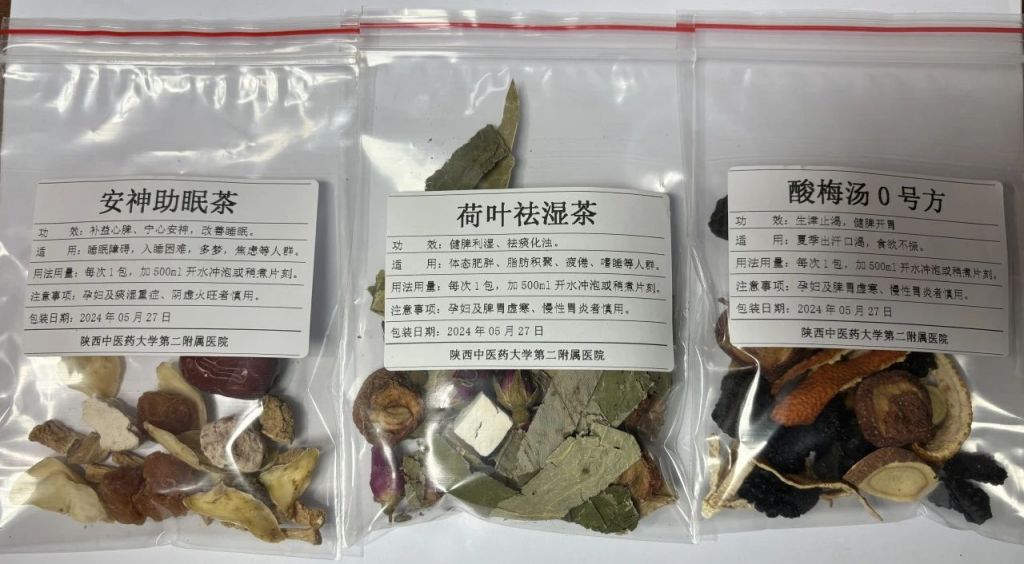 安神助眠茶
功 效：补益心脾、宁心安神，改善睡眠。
适 用：睡眠障碍，入睡困难，多梦，焦虑等人群。
用法用量：每次1包，加500ml开水冲泡或稍煮片刻。
注意事项：孕妇及痰湿重症、阴虚火旺者慎用。
包装日期：2024年05月27日
陕西中医药大学第二附属医院
荷叶祛湿茶
功 效：健脾利湿、祛痰化浊。
适 用：体态肥胖、脂肪积聚、疲倦、嗜睡等人群。
用法用量：每次1包，加500ml开水冲泡或稍煮片刻。
注意事项：孕妇及脾胃虚寒、慢性胃炎者慎用。
包装日期：2024年05月27日
陕西中医药大学第二附属医院
酸梅汤0号方
功 效：生津止渴，健脾开胃
适 用：夏季出汗口渴，食欲不振。
用法用量：每次1包，加500ml开水冲泡或稍煮片刻。
注意事项：孕妇及脾胃虚寒、慢性胃炎者慎用。
包装日期：2024年05月27日
陕西中医药大学第二附属医院